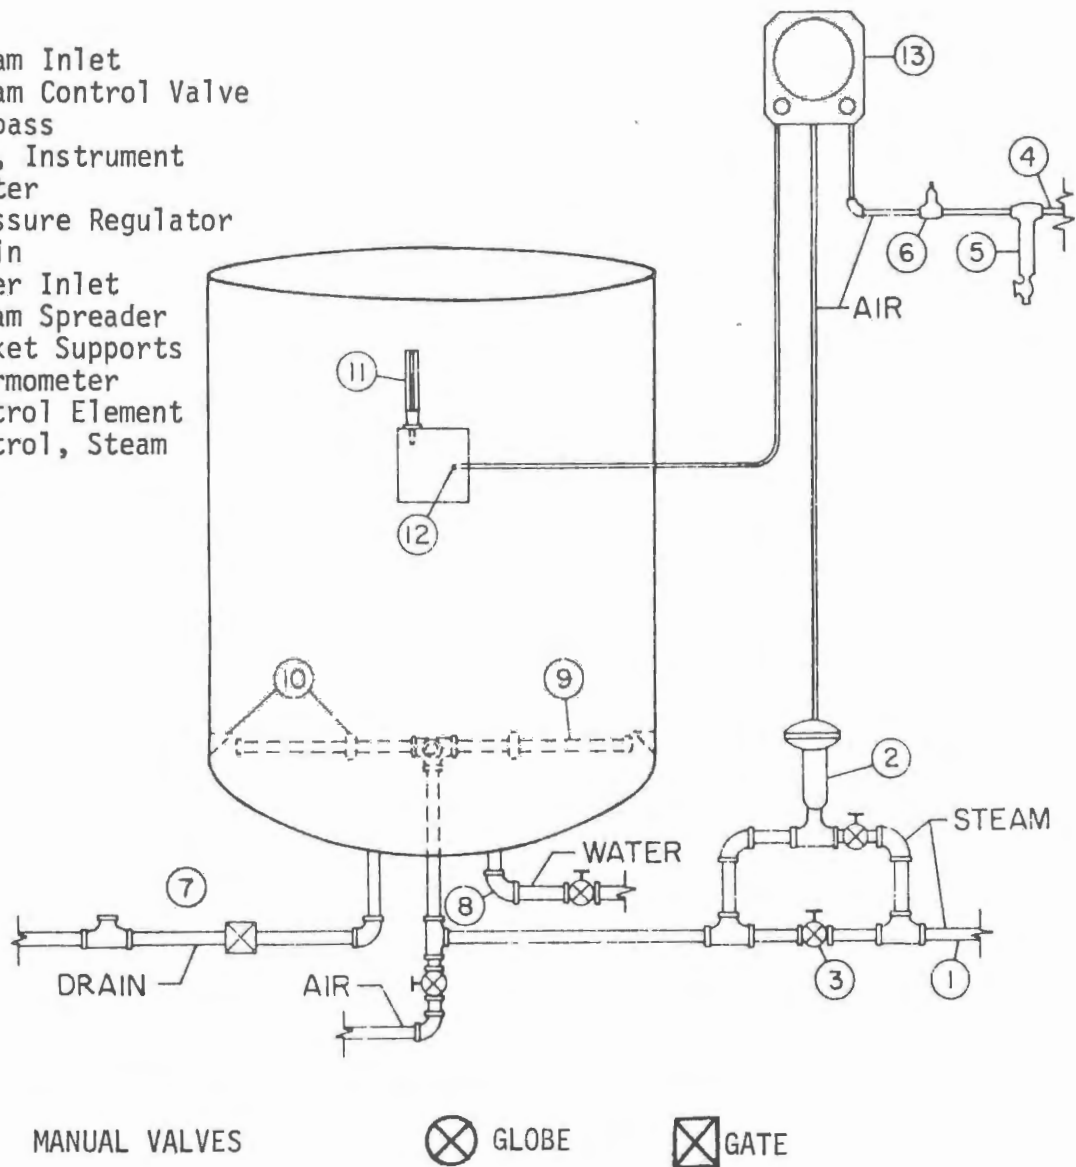 am Inlet
am Control Valve
pass
, Instrument
ter
ssure Regulator
in
er Inlet
am Spreader
ket Supports
rmometer
trol Element
trol, Steam
13
4
6
5
AIR
11
12
10
9
2
STEAM
WATER
7
8
DRAIN
AIR
3
1
MANUAL VALVES GLOBE GATE